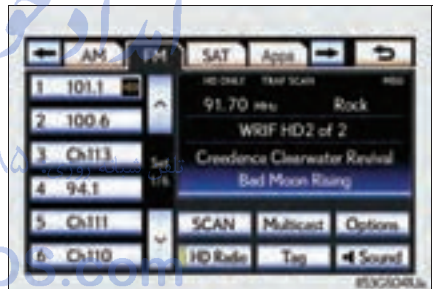 AM FM SAT Apps
1 101.1 HD
2 100.6
3 Ch113
4 94.1
5 Ch111
6 Ch110
Set
1/6
HD ONLY TRAF SCAN
91.70 MHz Rock
WRIF HD2 of 2
Creedence Clearwater Revival
Bad Moon Rising
SCAN Multicast Options
HD Radio Tag Sound